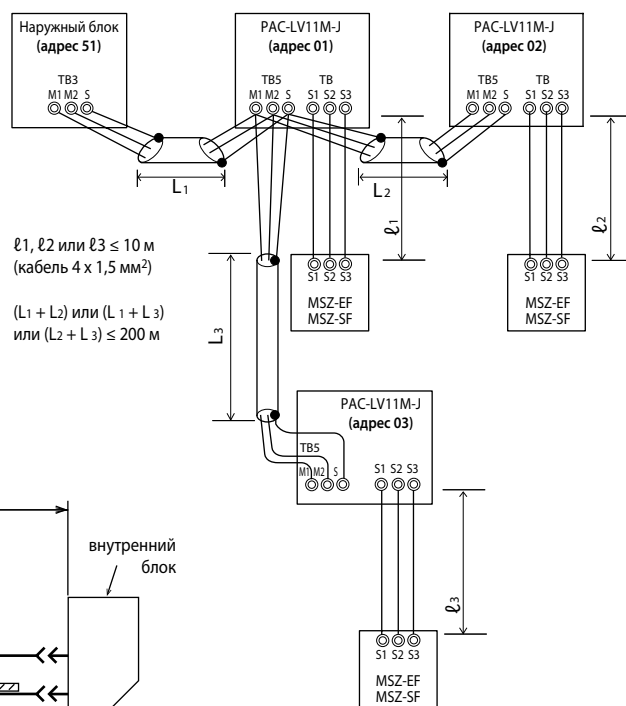 Наружный блок
(адрес 51)
TB3
M1 M2 S
PAC-LV11M-J
(адрес 01)
TB5 TB
M1 M2 S S1 S2 S3
PAC-LV11M-J
(адрес 02)
TB5 TB
M1 M2 S S1 S2 S3
L1
L2
ℓ1
ℓ2
ℓ1, ℓ2 или ℓ3 ≤ 10 м
(кабель 4 x 1,5 мм²)
(L1 + L2) или (L 1 + L 3)
или (L2 + L 3) ≤ 200 м
S1 S2 S3
MSZ-EF
MSZ-SF
S1 S2 S3
MSZ-EF
MSZ-SF
L3
PAC-LV11M-J
(адрес 03)
TB5
M1 M2 S S1 S2 S3
внутренний
блок
ℓ3
S1 S2 S3
MSZ-EF
MSZ-SF